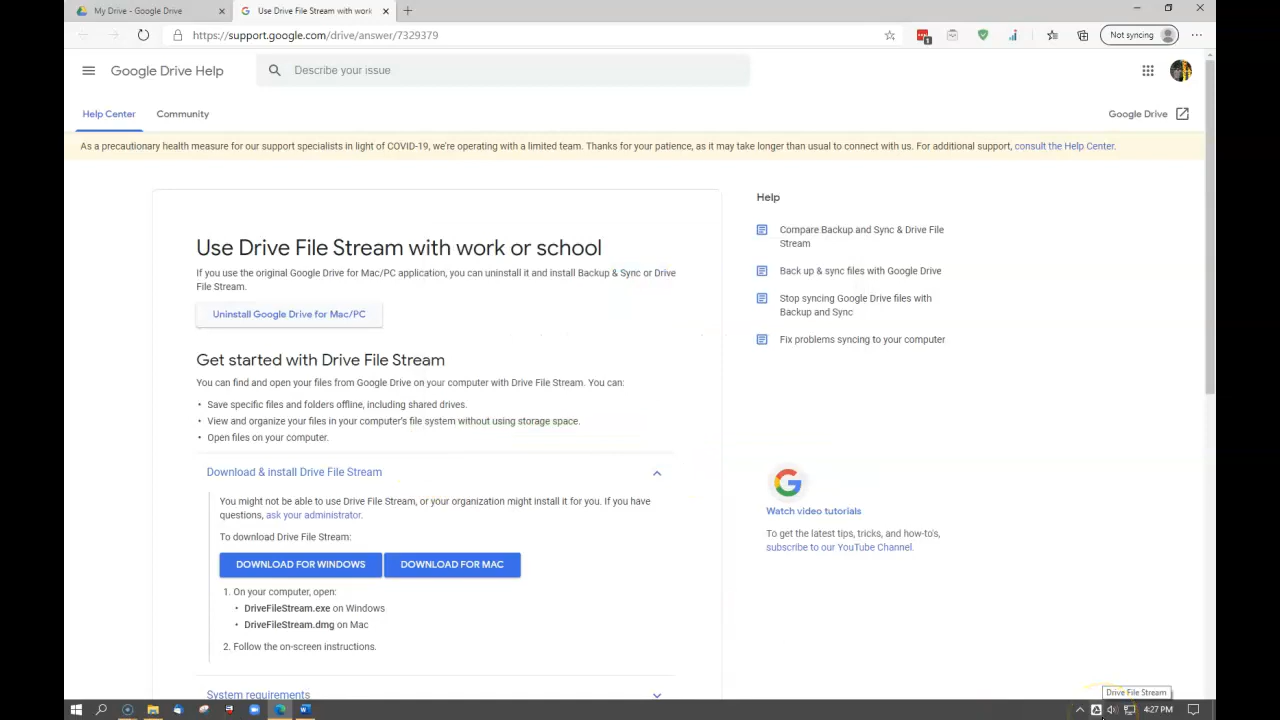 My Drive - Google Drive
Use Drive File Stream with work
https://support.google.com/drive/answer/7329379
1
Not syncing
Google Drive Help
Describe your issue
Help Center
Community
Google Drive
As a precautionary health measure for our support specialists in light of COVID-19, we're operating with a limited team. Thanks for your patience, as it may take longer than usual to connect with us. For additional support, consult the Help Center.
Use Drive File Stream with work or school
If you use the original Google Drive for Mac/PC application, you can uninstall it and install Backup & Sync or Drive
File Stream.
Uninstall Google Drive for Mac/PC
Get started with Drive File Stream
You can find and open your files from Google Drive on your computer with Drive File Stream. You can:
• Save specific files and folders offline, including shared drives.
• View and organize your files in your computer's file system without using storage space.
• Open files on your computer.
Download & install Drive File Stream
You might not be able to use Drive File Stream, or your organization might install it for you. If you have
questions, ask your administrator.
To download Drive File Stream:
DOWNLOAD FOR WINDOWS
DOWNLOAD FOR MAC
1. On your computer, open:
• DriveFileStream.exe on Windows
• DriveFileStream.dmg on Mac
2. Follow the on-screen instructions.
System requirements
Help
Compare Backup and Sync & Drive File
Stream
Back up & sync files with Google Drive
Stop syncing Google Drive files with
Backup and Sync
Fix problems syncing to your computer
Watch video tutorials
To get the latest tips, tricks, and how-to's,
subscribe to our YouTube Channel.
Drive File Stream
4:27 PM